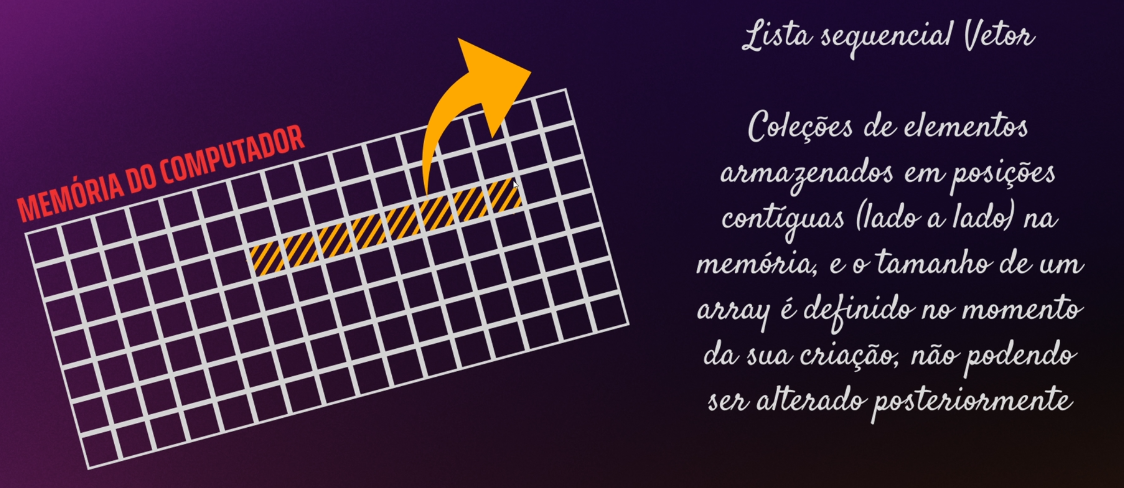 MEMÓRIA DO COMPUTADOR
Lista sequencial Vetor
Coleções de elementos
armazenados em posições
contíguas (lado a lado) na
memória, e o tamanho de um
array é definido no momento
da sua criação, não podendo
ser alterado posteriormente